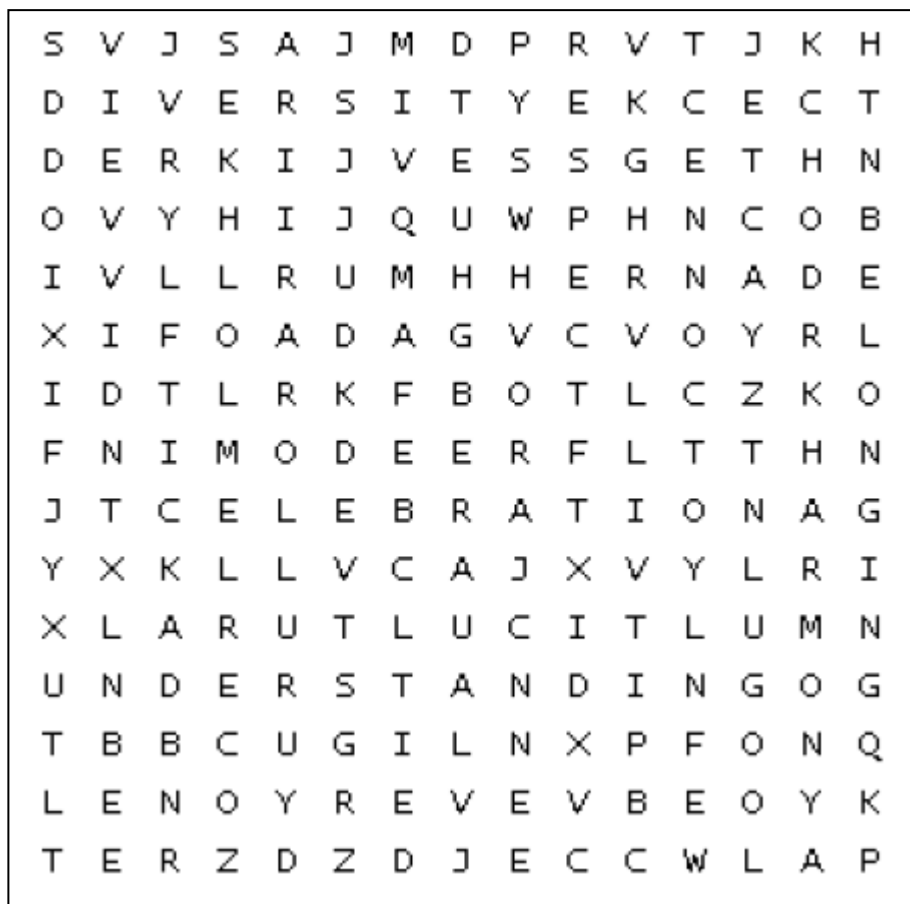 S V J S A J M D P R V T J K H
D I V E R S I T Y E K C E C T
D E R K I J V E S S G E T H N
O V Y H I J Q U W P H N C O B
I V L L R U M H H E R N A D E
X I F O A D A G V C V O Y R L
I D T L R K F B O T L C Z K O
F N I M O D E E R F L T T H N
J T C E L E B R A T I O N A G
Y X K L L V C A J X V Y L R I
X L A R U T L U C I T L U M N
U N D E R S T A N D I N G O G
T B B C U G I L N X P F O N Q
L E N O Y R E V E V B E O Y K
T E R Z D Z D J E C C W L A P